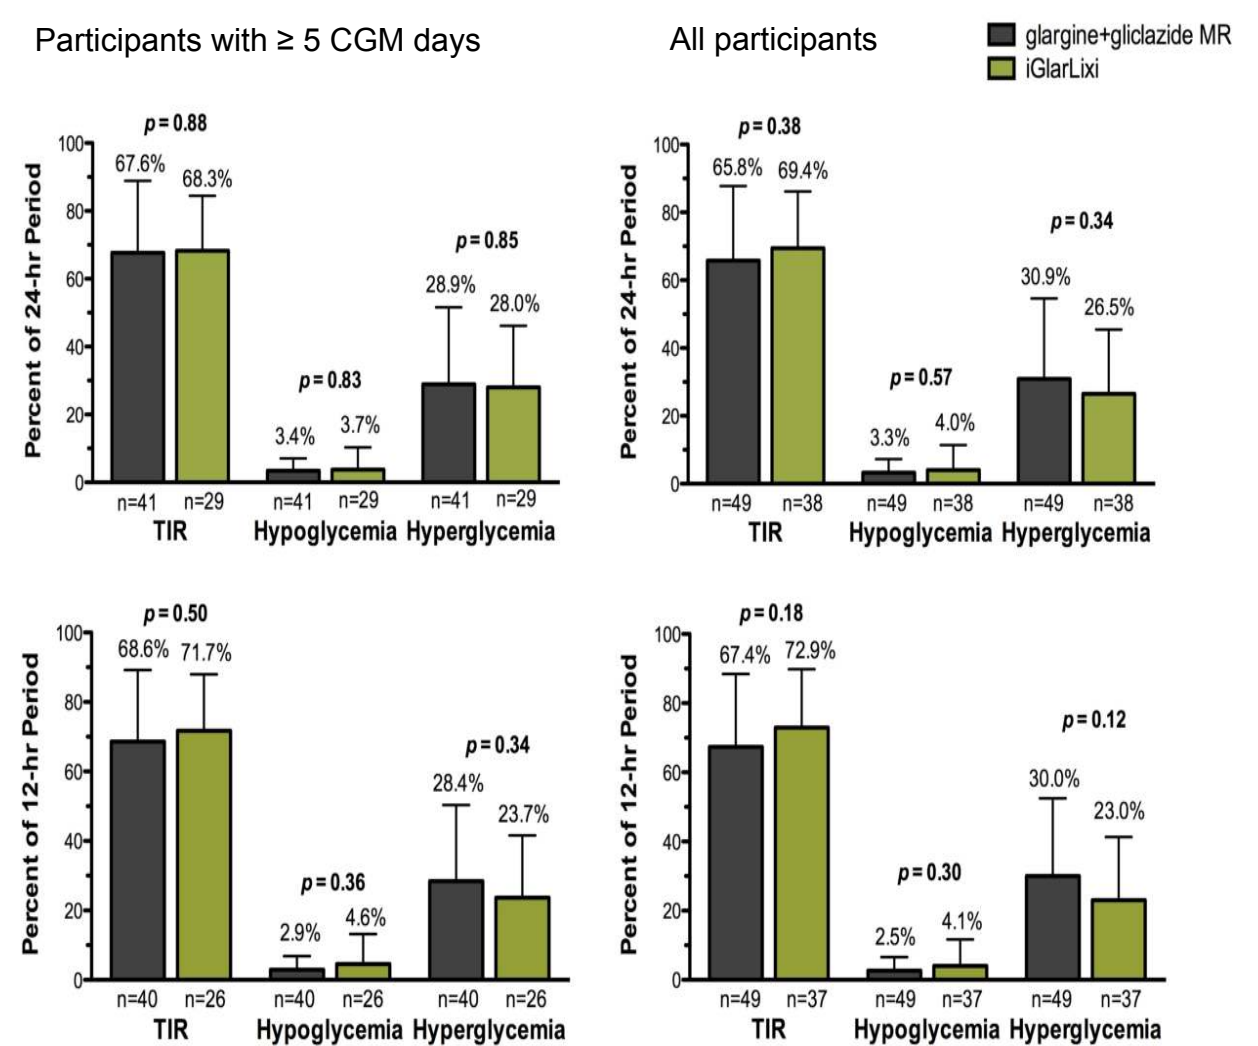 Participants with ≥ 5 CGM days
All participants
glargine+gliclazide MR
iGlarLixi
Percent of 24-hr Period
100
80
60
40
20
0
p = 0.88
67.6%
68.3%
p = 0.83
3.4%
3.7%
p = 0.85
28.9%
28.0%
n=41 n=29 n=41 n=29 n=41 n=29
TIR Hypoglycemia Hyperglycemia
Percent of 24-hr Period
100
80
60
40
20
0
p = 0.38
65.8%
69.4%
p = 0.57
3.3%
4.0%
p = 0.34
30.9%
26.5%
n=49 n=38 n=49 n=38 n=49 n=38
TIR Hypoglycemia Hyperglycemia
Percent of 12-hr Period
100
80
60
40
20
0
p = 0.50
68.6%
71.7%
p = 0.36
2.9%
4.6%
p = 0.34
28.4%
23.7%
n=40 n=26 n=40 n=26 n=40 n=26
TIR Hypoglycemia Hyperglycemia
Percent of 12-hr Period
100
80
60
40
20
0
p = 0.18
67.4%
72.9%
p = 0.30
2.5%
4.1%
p = 0.12
30.0%
23.0%
n=49 n=37 n=49 n=37 n=49 n=37
TIR Hypoglycemia Hyperglycemia